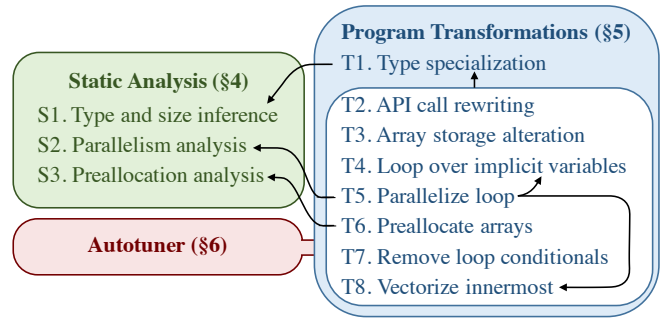 Program Transformations (§5)
T1. Type specialization
T2. API call rewriting
T3. Array storage alteration
T4. Loop over implicit variables
T5. Parallelize loop
T6. Preallocate arrays
T7. Remove loop conditionals
T8. Vectorize innermost
Static Analysis (§4)
S1. Type and size inference
S2. Parallelism analysis
S3. Preallocation analysis
Autotuner (§6)